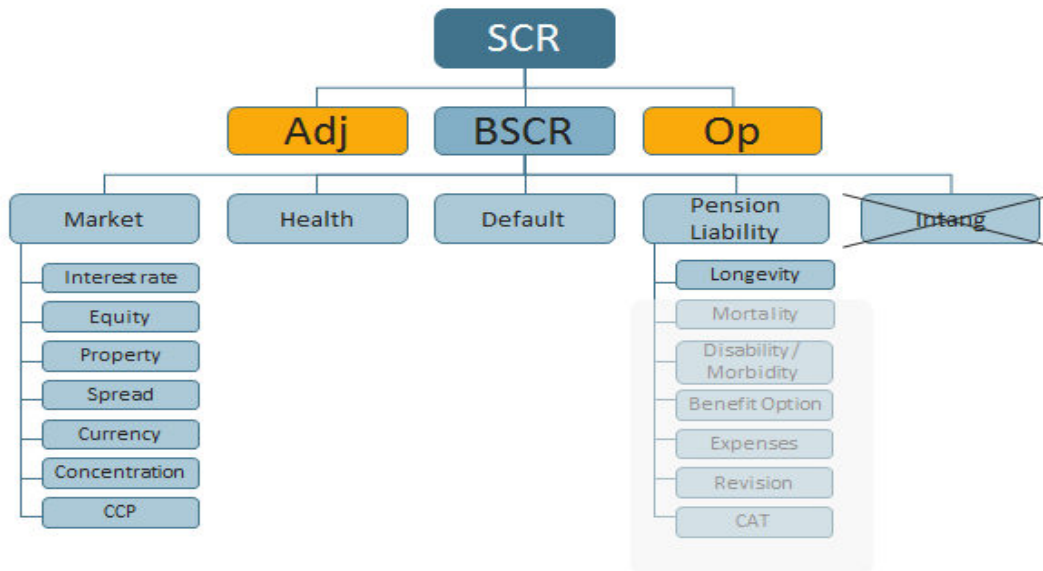 SCR
Adj
BSCR
Op
Market
Health
Default
Pension
Liability
Intang
Interest rate
Equity
Property
Spread
Currency
Concentration
CCP
Longevity
Mortality
Disability/
Morbidity
Benefit Option
Expenses
Revision
CAT